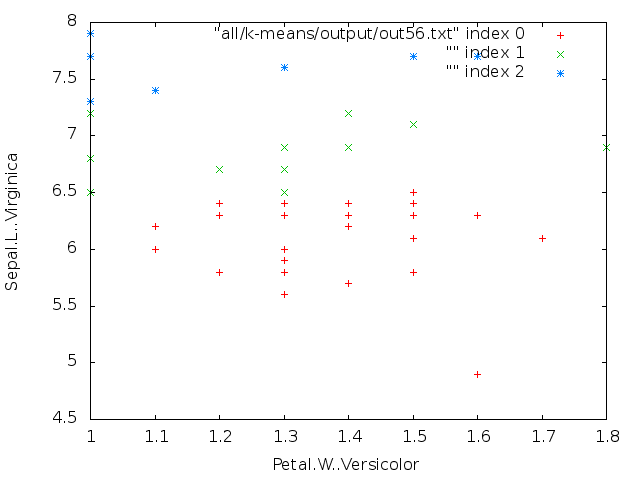 "all/k-means/output/out56.txt" index 0
"" index 1
"" index 2
8
7.5
7
6.5
6
5.5
5
4.5
Sepal.L..Virginica
1 1.1 1.2 1.3 1.4 1.5 1.6 1.7 1.8
Petal.W..Versicolor